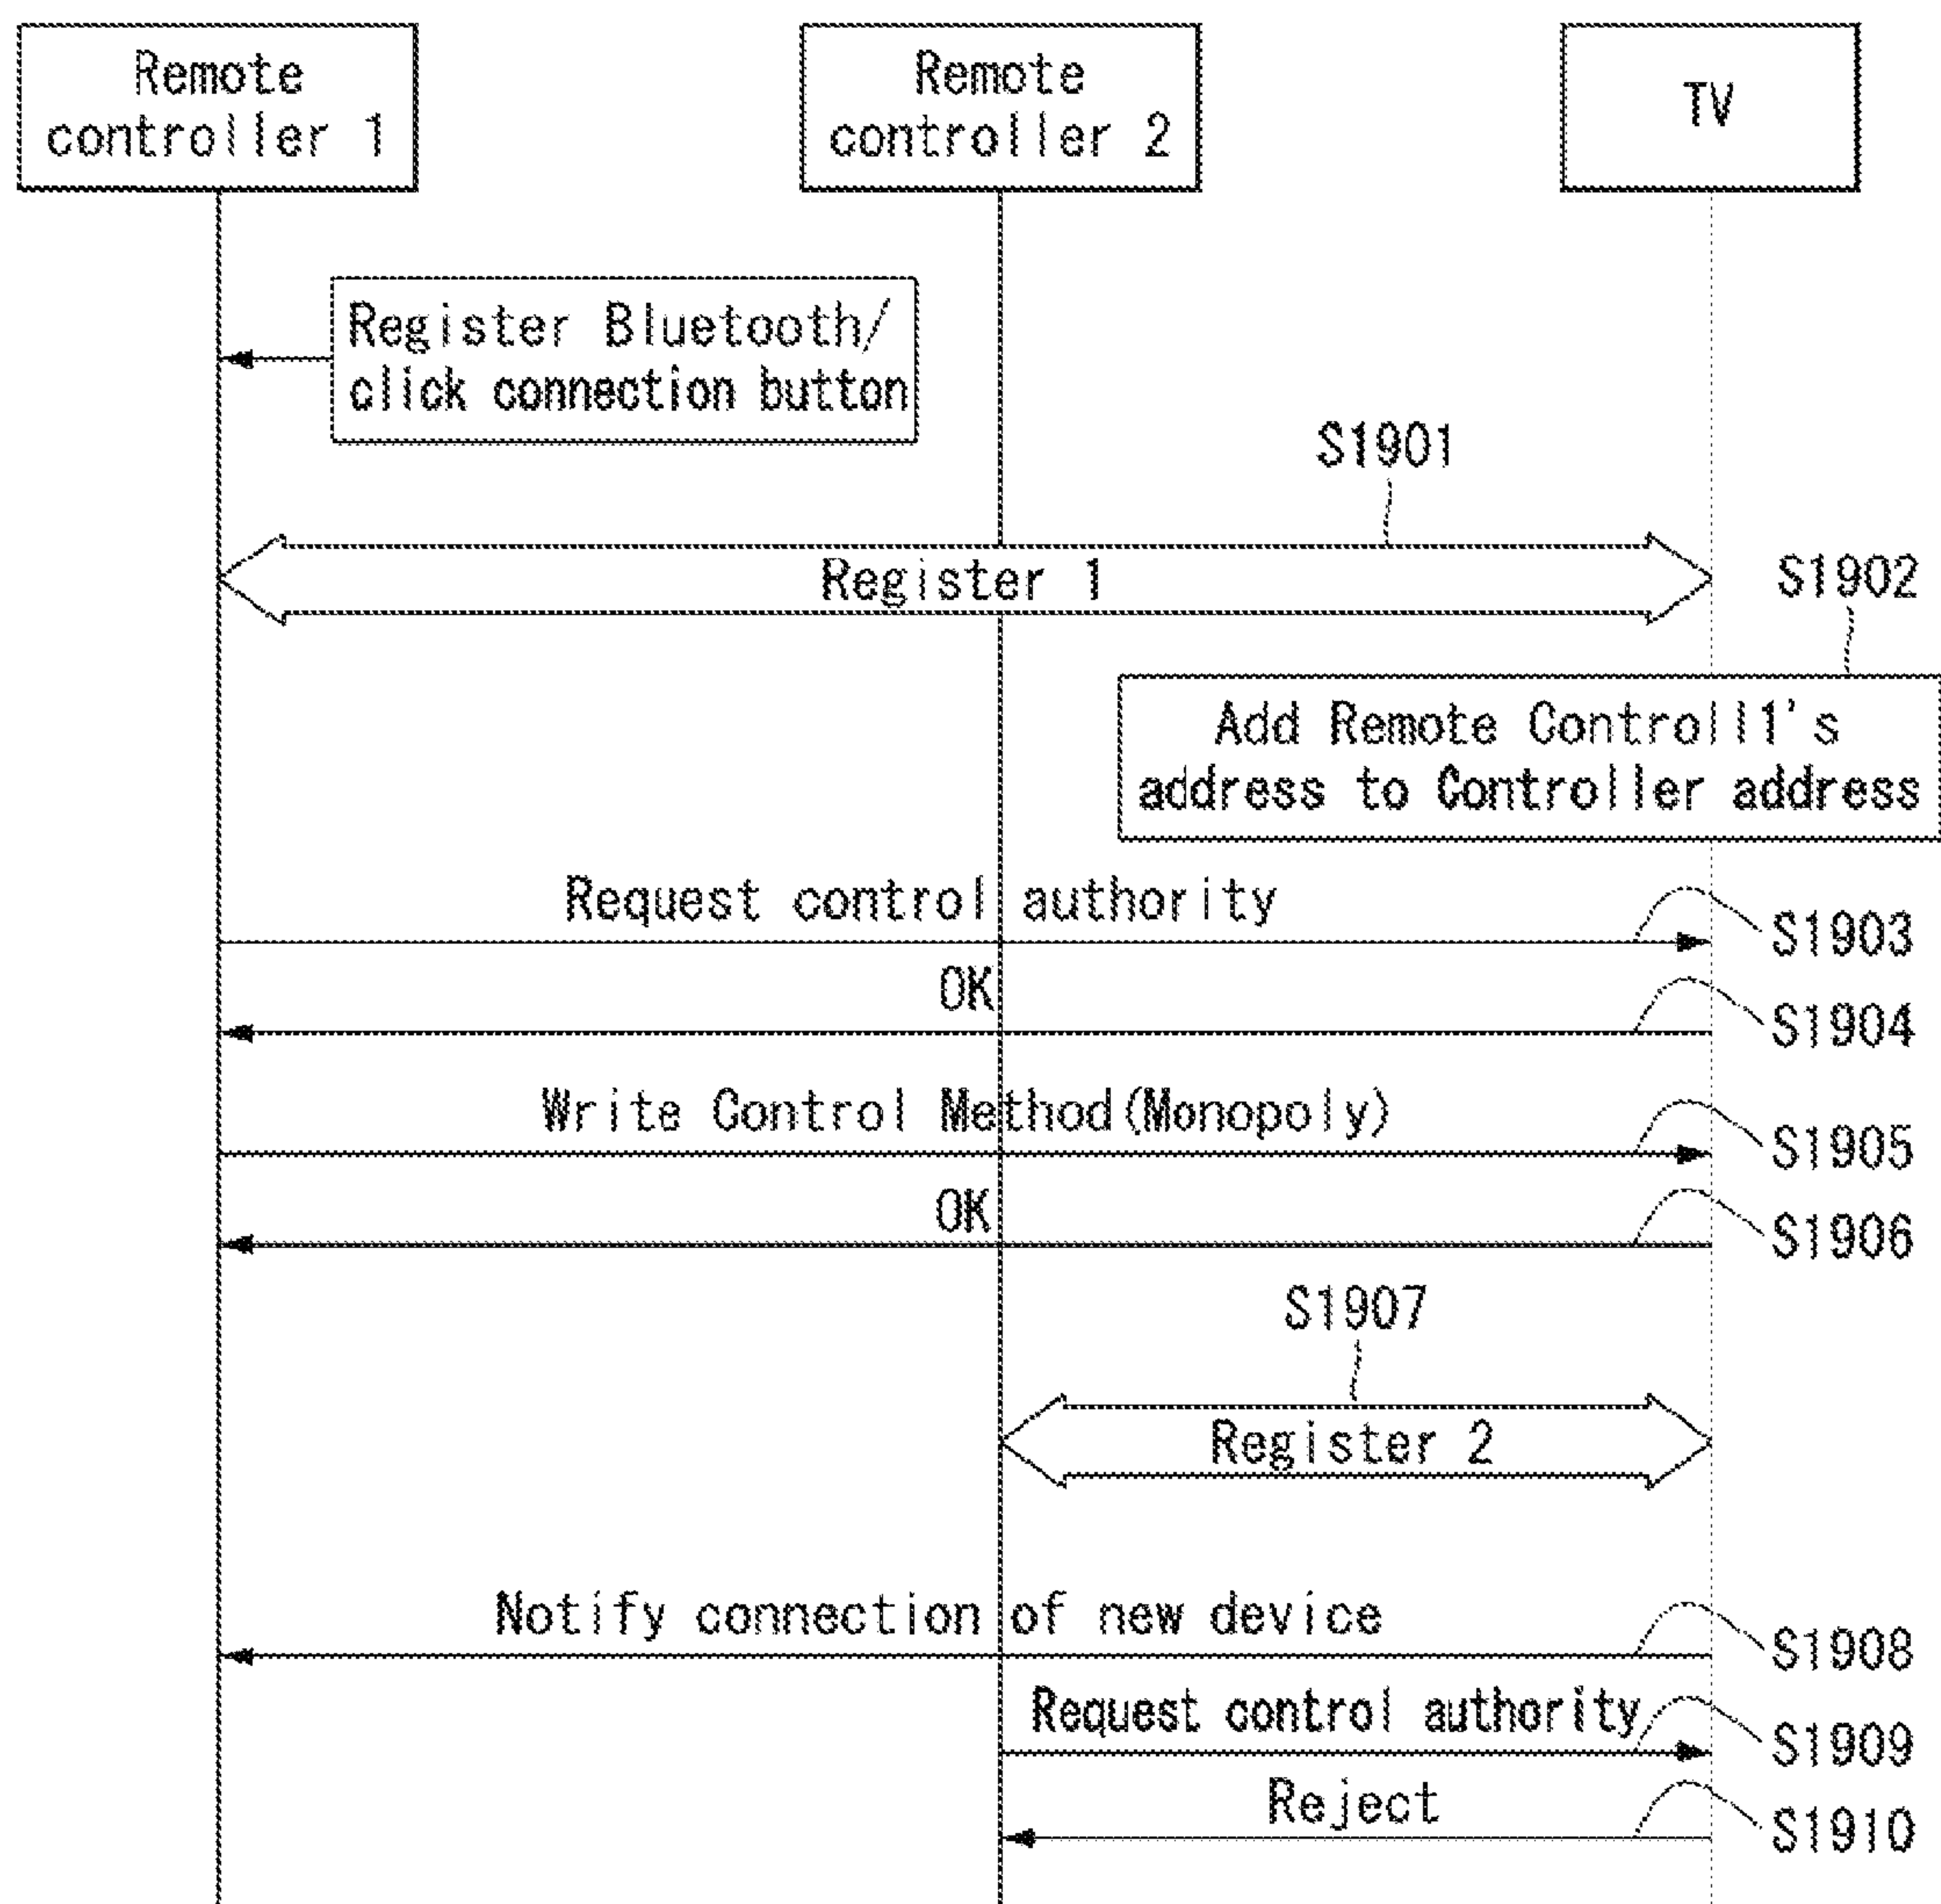 Remote
controller 1
Remote
controller 2
TV
Register Bluetooth/
click connection button
S1901
Register 1
S1902
Add Remote Controll1's
address to Controller address
Request control authority
S1903
OK
S1904
Write Control Method(Monopoly)
S1905
OK
S1906
S1907
Register 2
Notify connection of new device
S1908
Request control authority
S1909
Reject
S1910